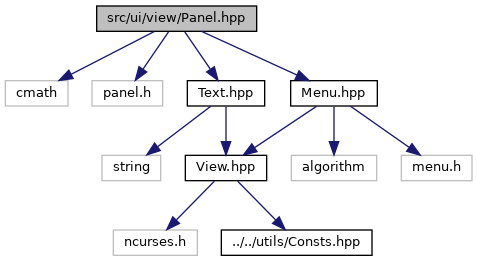 src/ui/view/Panel.hpp
cmath
panel.h
Text.hpp
Menu.hpp
string
View.hpp
algorithm
menu.h
ncurses.h
../../utils/Consts.hpp